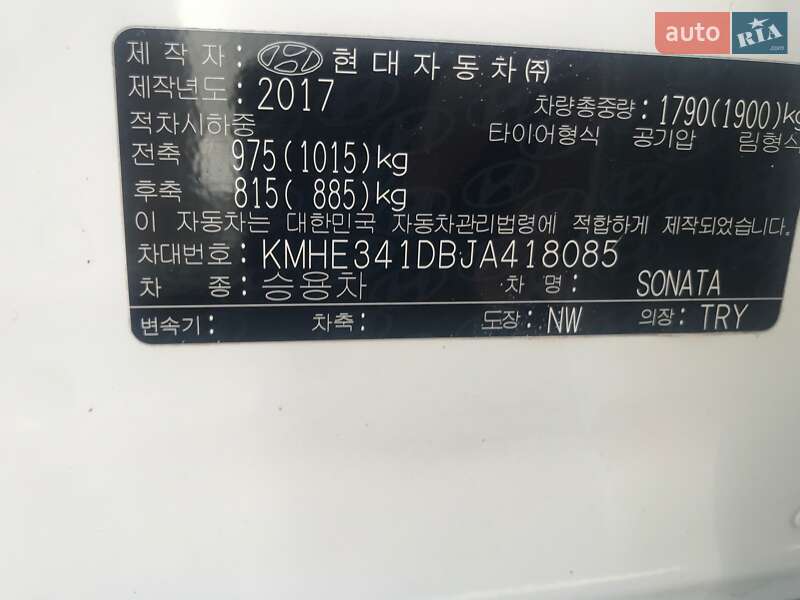 auto RIA.com
제 작 자 : 현 대 자 동 차 ㈜
제작년도 : 2017 차량총중량 : 1790(1900)kg
적차시하중 타이어형식 공기압 림형식
전축 975(1015)kg
후축 815( 885)kg
이 자동차는 대한민국 자동차관리법령에 적합하게 제작되었습니다.
차대번호 : KMHE341DBJA418085
차 종 : 승용차 차 명 : SONATA
변속기 : 차축 : 도장 : NW 의장 : TRY